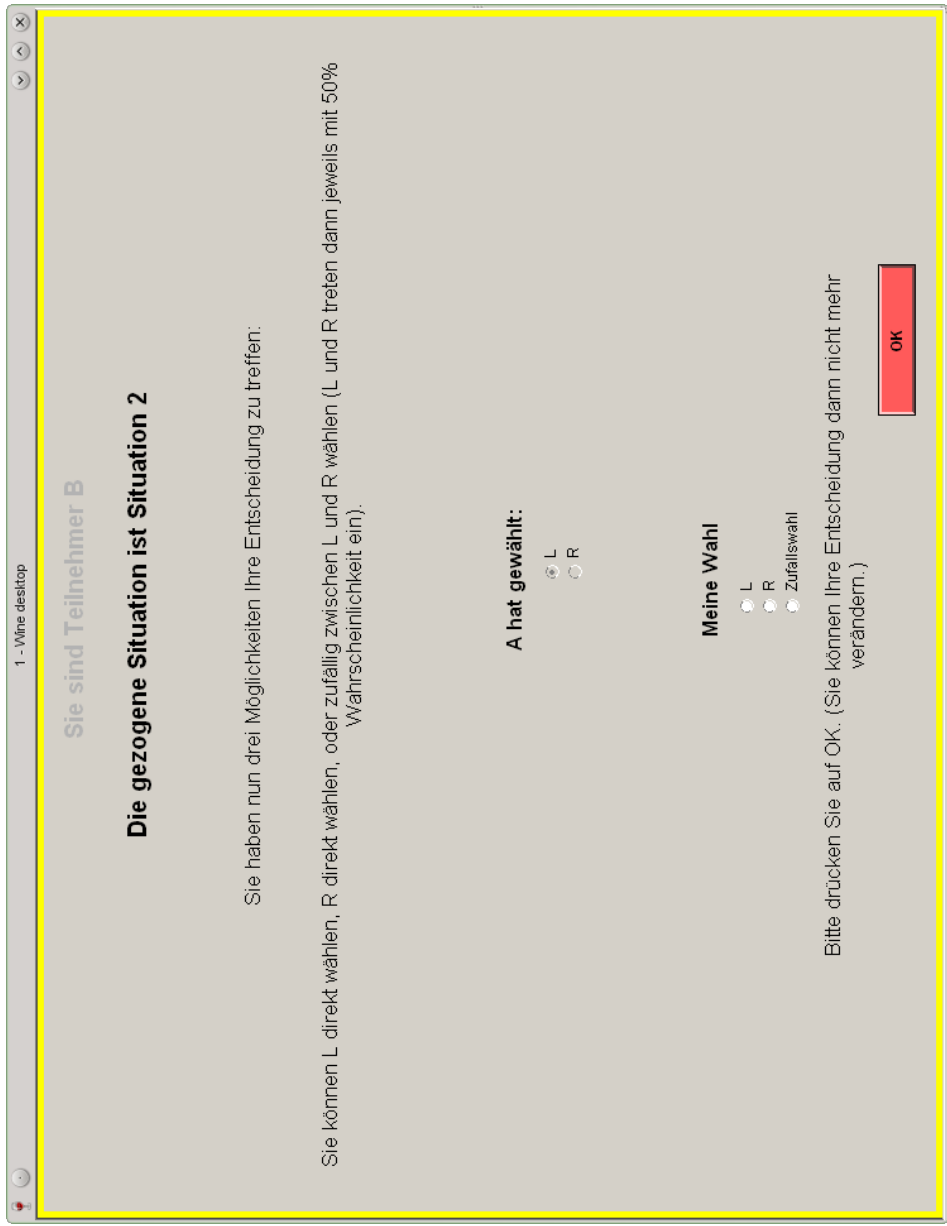 1 - Wine desktop
Sie sind Teilnehmer B
Die gezogene Situation ist Situation 2
Sie haben nun drei Möglichkeiten Ihre Entscheidung zu treffen:
Sie können L direkt wählen, R direkt wählen, oder zufällig zwischen L und R wählen (L und R treten dann jeweils mit 50%
Wahrscheinlichkeit ein).
A hat gewählt:
L
R
Meine Wahl
L
R
Zufallswahl
Bitte drücken Sie auf OK. (Sie können Ihre Entscheidung dann nicht mehr
verändern.)
OK